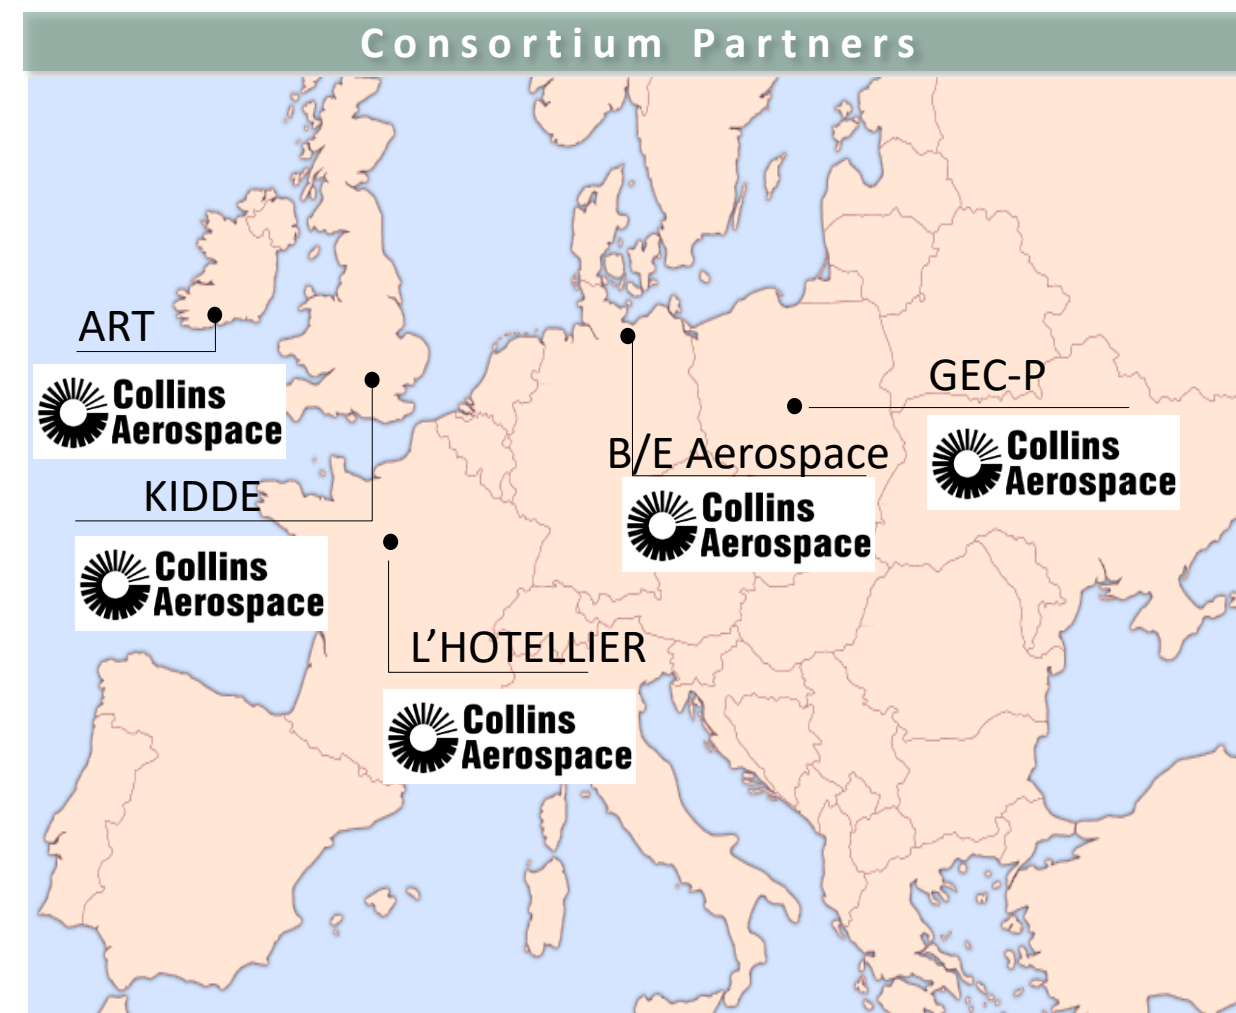 Consortium Partners
ART
Collins
Aerospace
KIDDE
Collins
Aerospace
L'HOTELLIER
Collins
Aerospace
B/E Aerospace
Collins
Aerospace
GEC-P
Collins
Aerospace